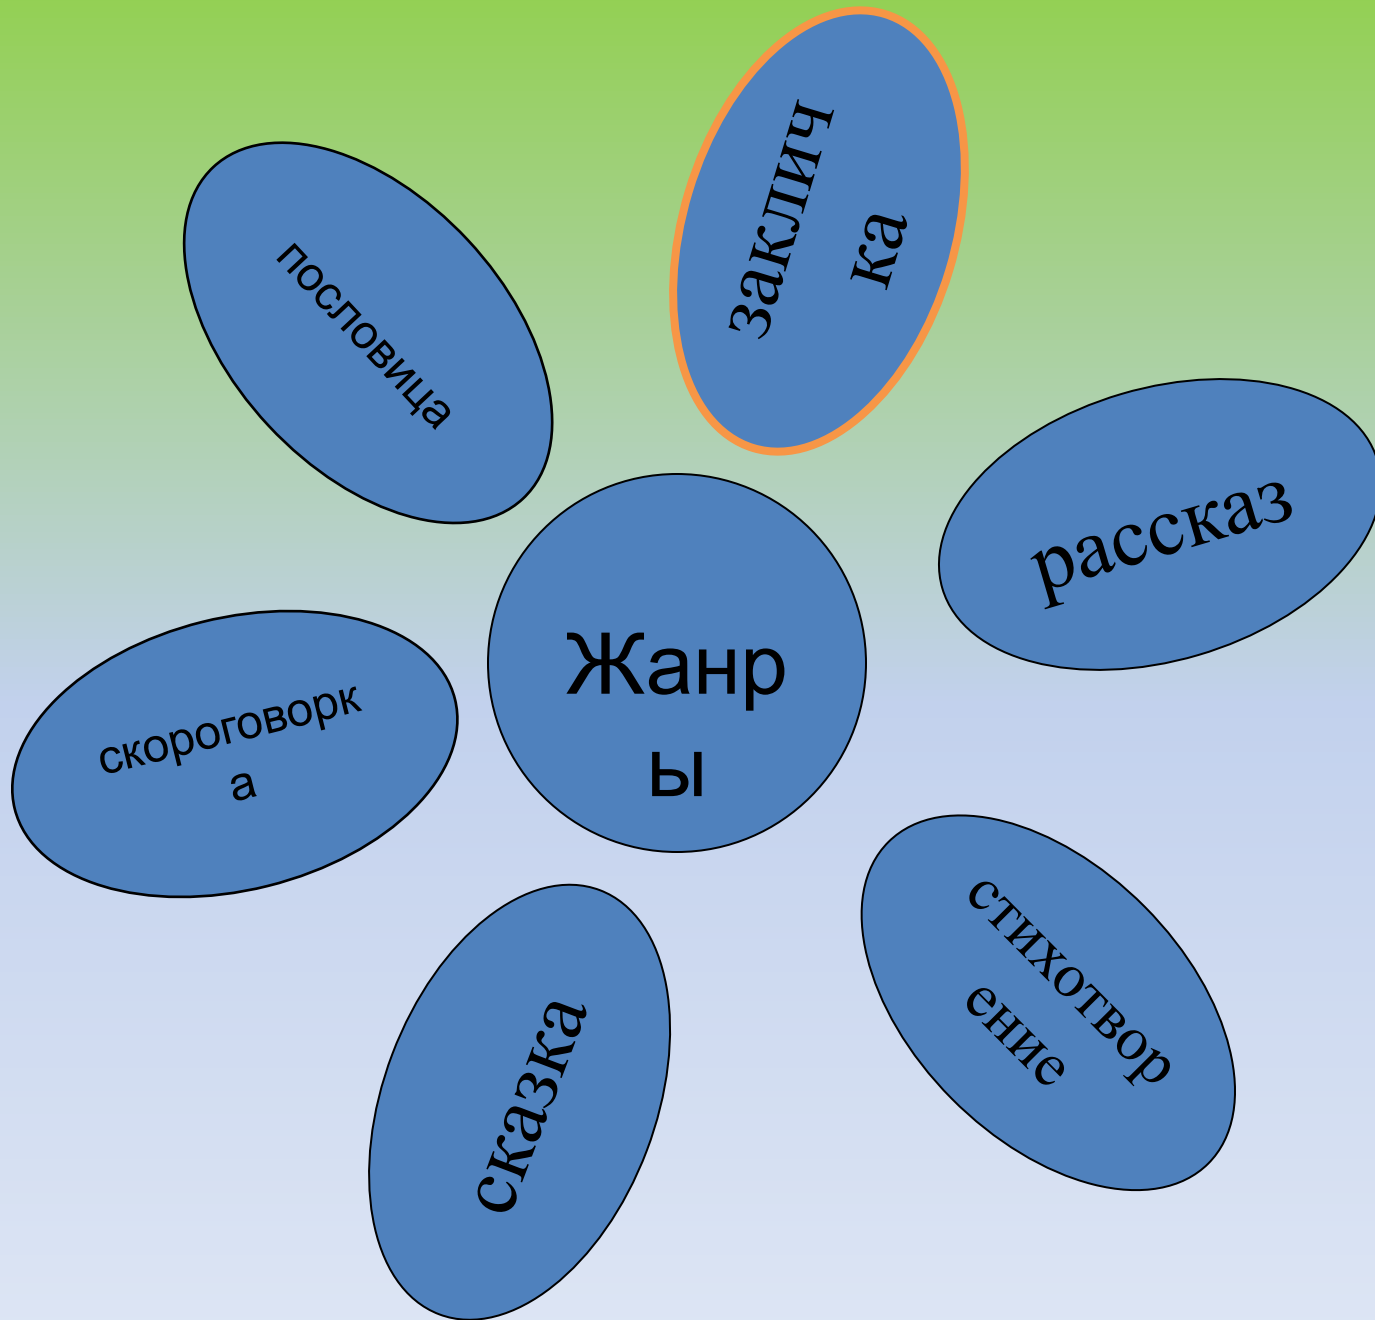 заклич
ка
пословица
рассказ
Жанр
ы
скороговорк
а
стихотвор
ение
сказка